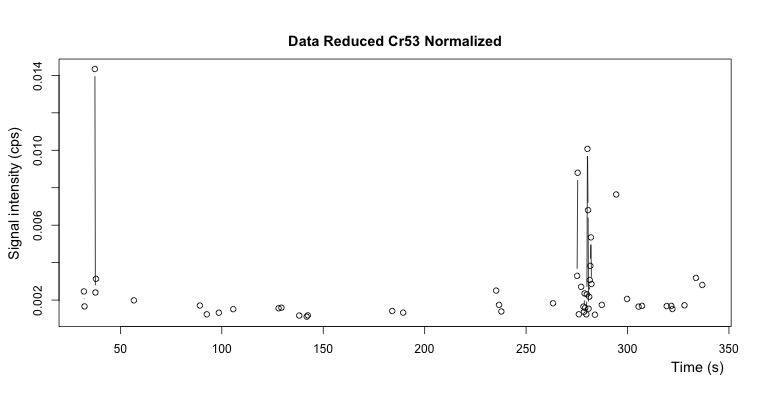 Data Reduced Cr53 Normalized
Signal intensity (cps)
0.014
0.010
0.006
0.002
50 100 150 200 250 300 350
Time (s)